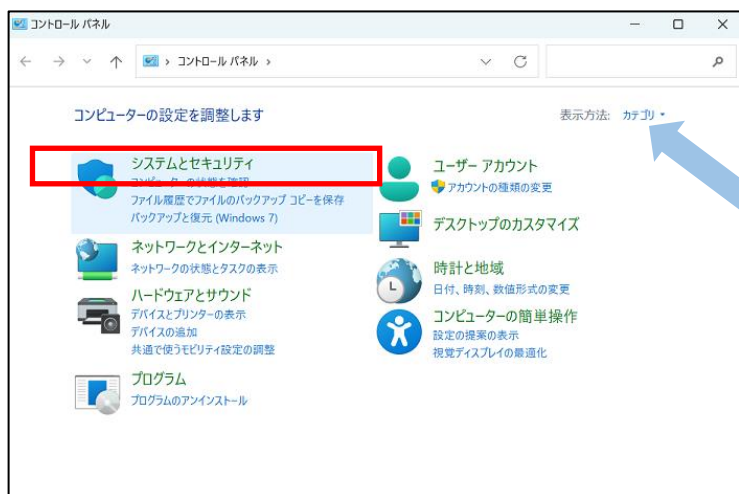 コントロール パネル
コントロール パネル
コンピューターの設定を調整します
表示方法: カテゴリ
システムとセキュリティ
コンピューターの状態を確認
ファイル履歴でファイルのバックアップ コピーを保存
バックアップと復元 (Windows 7)
ネットワークとインターネット
ネットワークの状態とタスクの表示
ハードウェアとサウンド
デバイスとプリンターの表示
デバイスの追加
共通で使うモビリティ設定の調整
プログラム
プログラムのアンインストール
ユーザー アカウント
アカウントの種類の変更
デスクトップのカスタマイズ
時計と地域
日付、時刻、数値形式の変更
コンピューターの簡単操作
設定の提案の表示
視覚ディスプレイの最適化